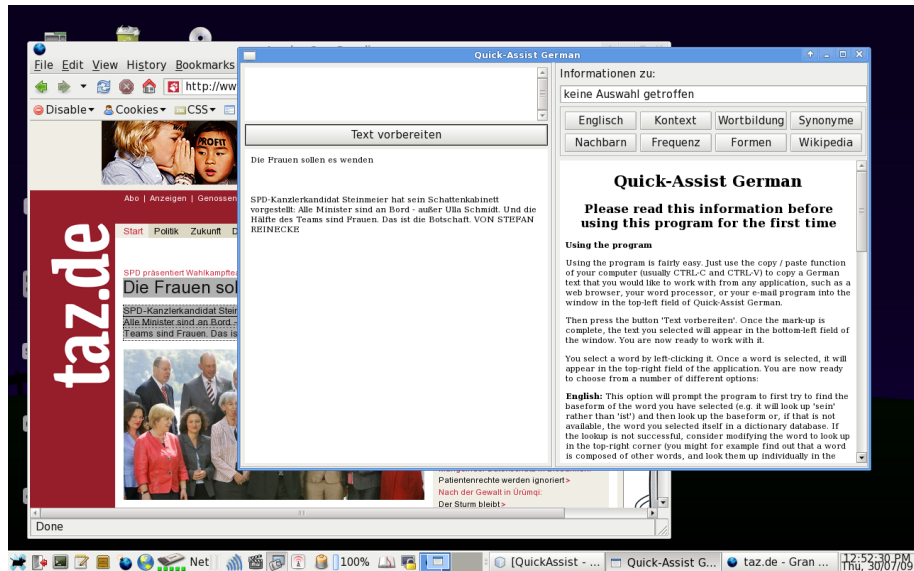 Quick-Assist German
File Edit View History Bookmarks
http://ww
Disable Cookies CSS
PROFIT
Abo | Anzeigen | Genossen
Start Politik Zukunft D
taz.de
SPD präsentiert Wahlkampftea
Die Frauen sol
SPD-Kanzlerkandidat Stei
Alle Minister sind an Bord -
Teams sind Frauen. Das is
Patientenrechte werden ignoriert >
Nach der Gewalt in Ürümqi:
Der Sturm bleibt >
Done
Text vorbereiten
Die Frauen sollen es wenden
SPD-Kanzlerkandidat Steinmeier hat sein Schattenkabinett
vorgestellt: Alle Minister sind an Bord - außer Ulla Schmidt. Und die
Hälfte des Teams sind Frauen. Das ist die Botschaft. VON STEFAN
REINECKE
Informationen zu:
keine Auswahl getroffen
Englisch Kontext Wortbildung Synonyme
Nachbarn Frequenz Formen Wikipedia
Quick-Assist German
Please read this information before
using this program for the first time
Using the program
Using the program is fairly easy. Just use the copy / paste function
of your computer (usually CTRL-C and CTRL-V) to copy a German
text that you would like to work with from any application, such as a
web browser, your word processor, or your e-mail program into the
window in the top-left field of Quick-Assist German.
Then press the button 'Text vorbereiten'. Once the mark-up is
complete, the text you selected will appear in the bottom-left field of
the window. You are now ready to work with it.
You select a word by left-clicking it. Once a word is selected, it will
appear in the top-right field of the application. You are now ready
to choose from a number of different options:
English: This option will prompt the program to first try to find the
baseform of the word you have selected (e.g. it will look up 'sein'
rather than 'ist') and then look up the baseform or, if that is not
available, the word you selected itself in a dictionary database. If
the lookup is not successful, consider modifying the word to look up
in the top-right corner (you might for example find out that a word
is composed of other words, and look them up individually in the
Net 100% [QuickAssist - ... Quick-Assist G... taz.de - Gran ... 12:52:30 PM
Thu, 30/07/09